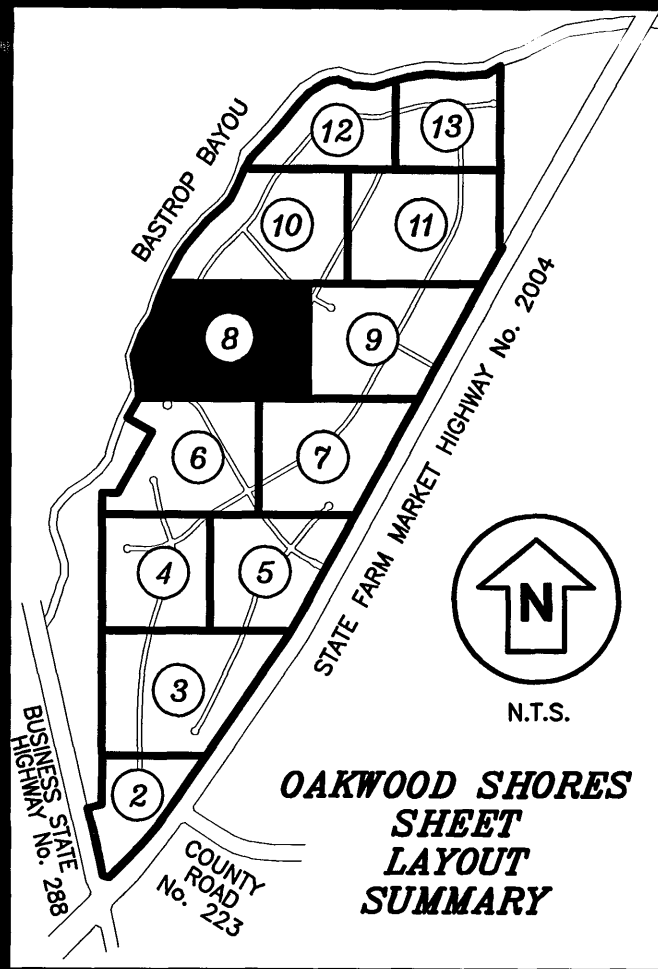 BASTROP BAYOU
12
13
10
11
8
9
6
7
4
5
3
2
STATE FARM MARKET HIGHWAY No. 2004
N
N.T.S.
BUSINESS STATE
HIGHWAY No. 288
COUNTY
ROAD
No. 223
OAKWOOD SHORES
SHEET
LAYOUT
SUMMARY